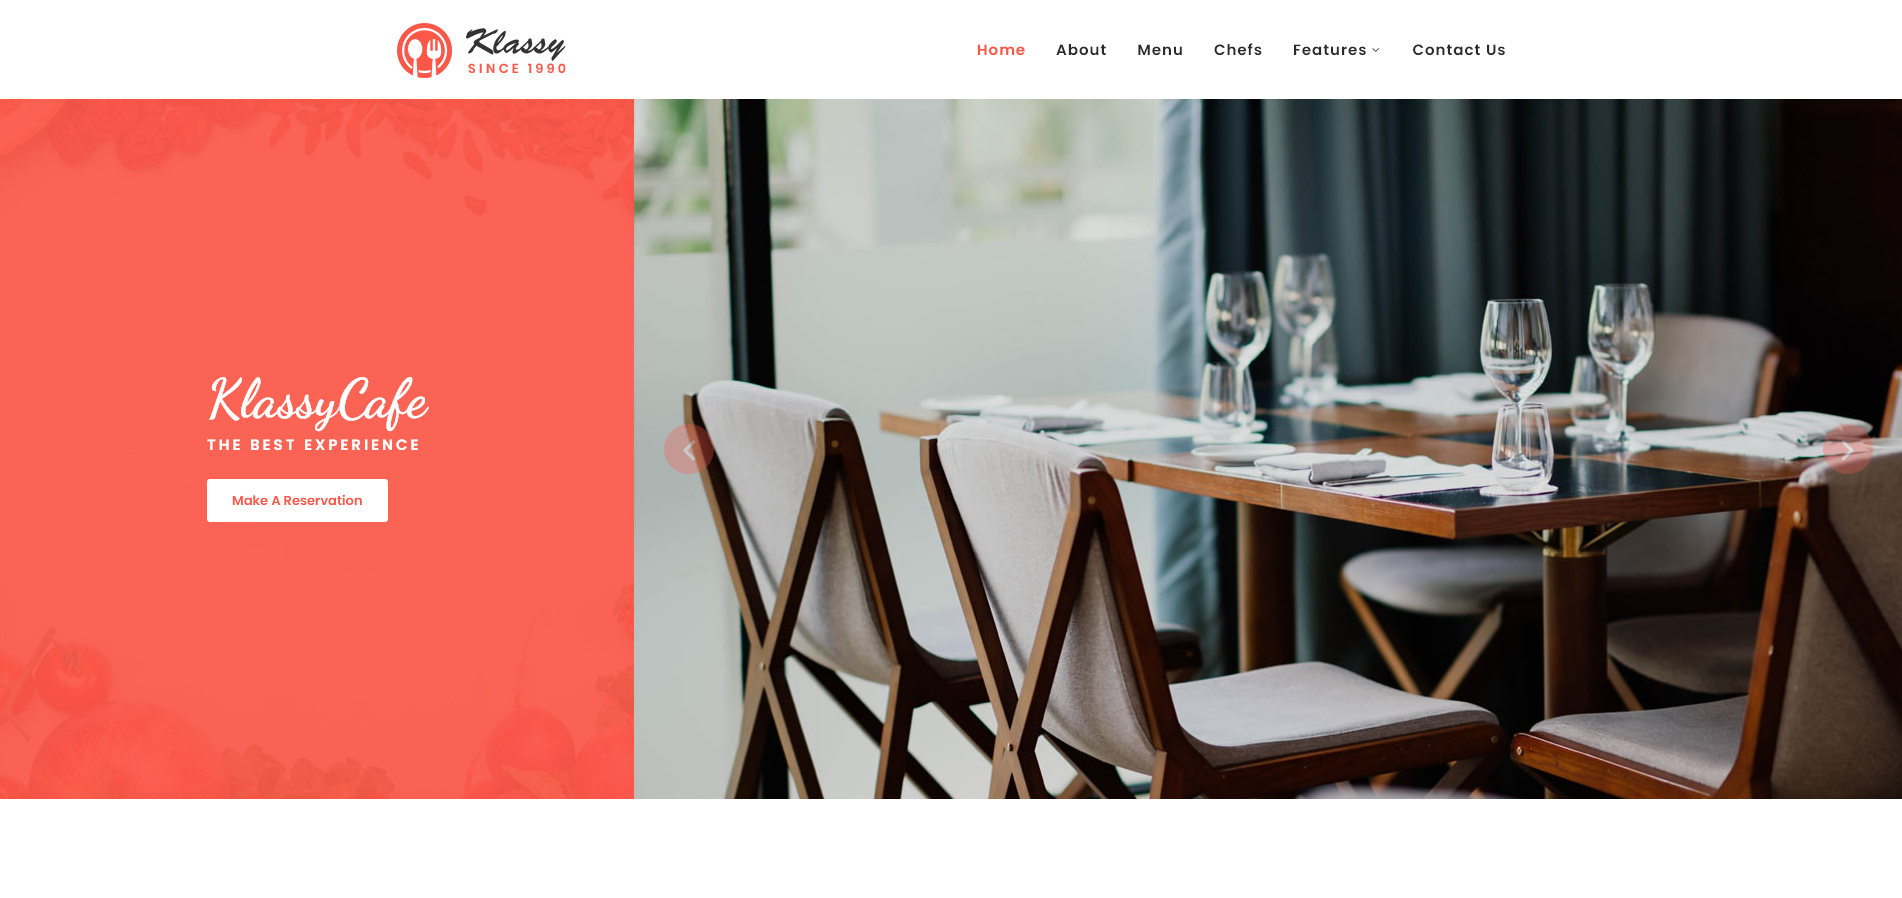 Klassy
SINCE 1990
Home About Menu Chefs Features Contact Us
KlassyCafe
THE BEST EXPERIENCE
Make A Reservation